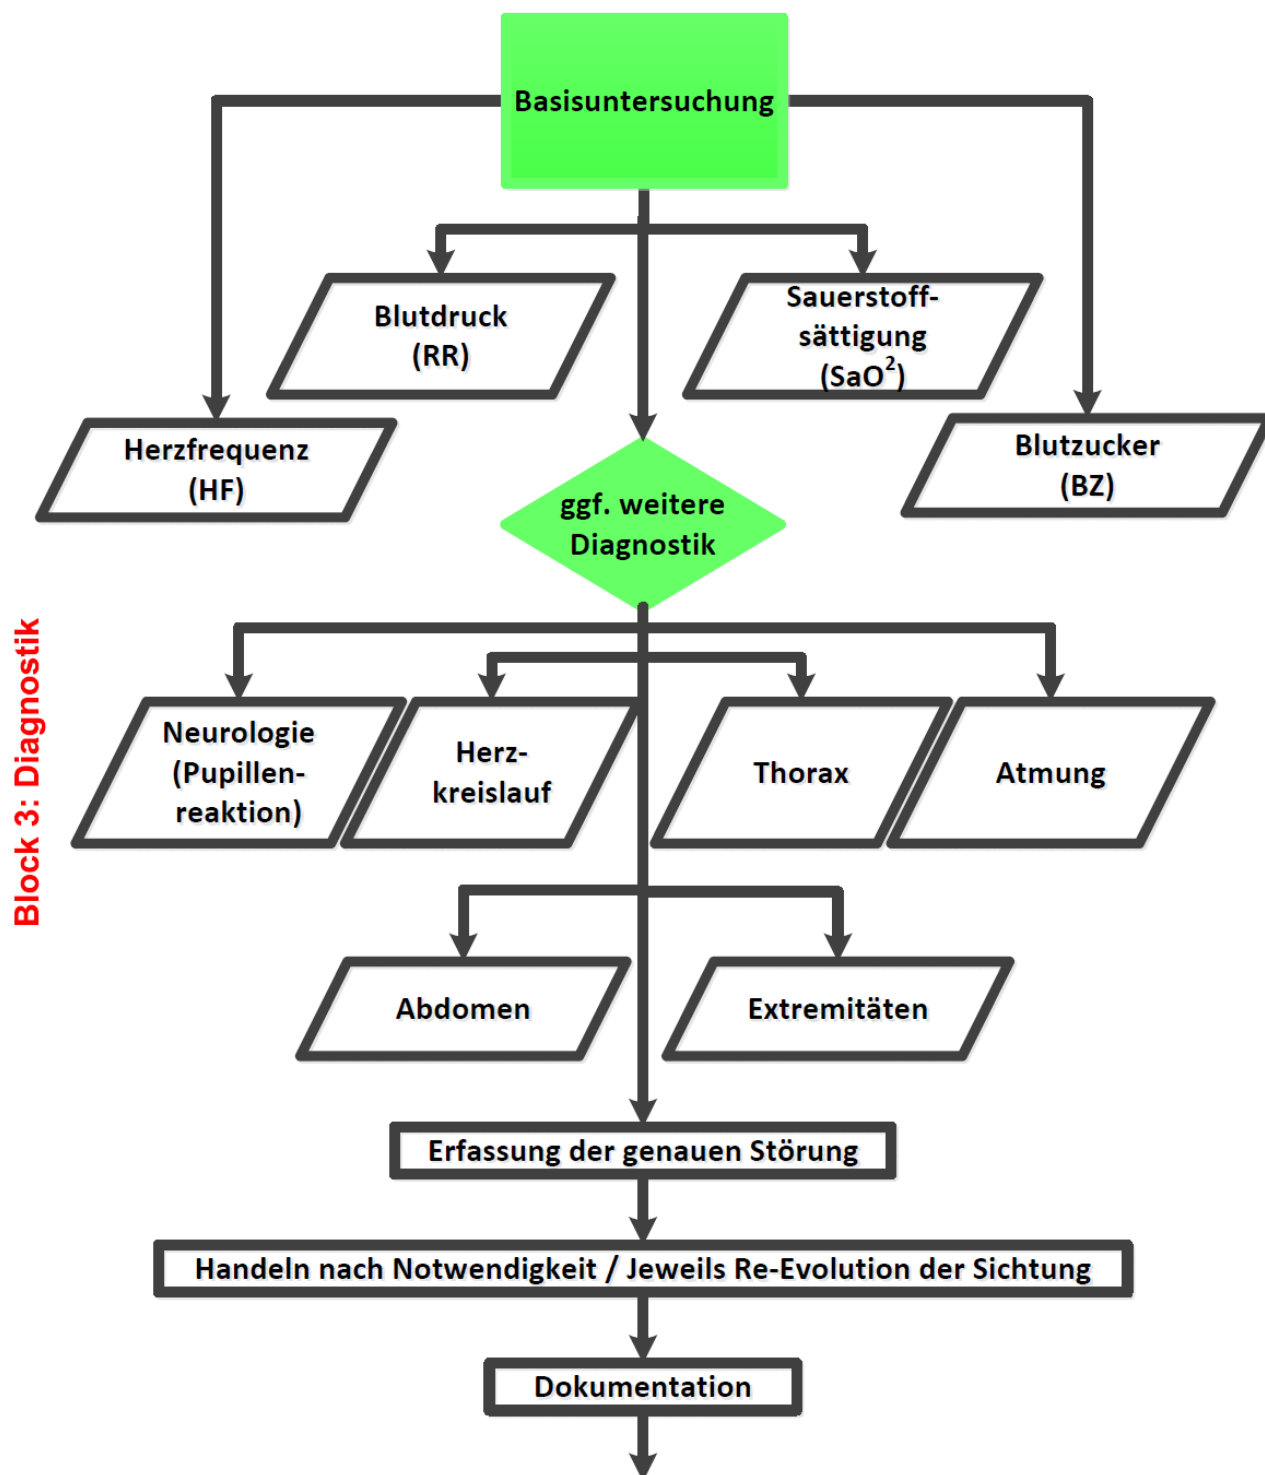 Basisuntersuchung
Blutdruck
(RR)
Sauerstoff-
sättigung
(SaO²)
Herzfrequenz
(HF)
Blutzucker
(BZ)
ggf. weitere
Diagnostik
Block 3: Diagnostik
Neurologie
(Pupillen-
reaktion)
Herz-
kreislauf
Thorax
Atmung
Abdomen
Extremitäten
Erfassung der genauen Störung
Handeln nach Notwendigkeit / Jeweils Re-Evolution der Sichtung
Dokumentation